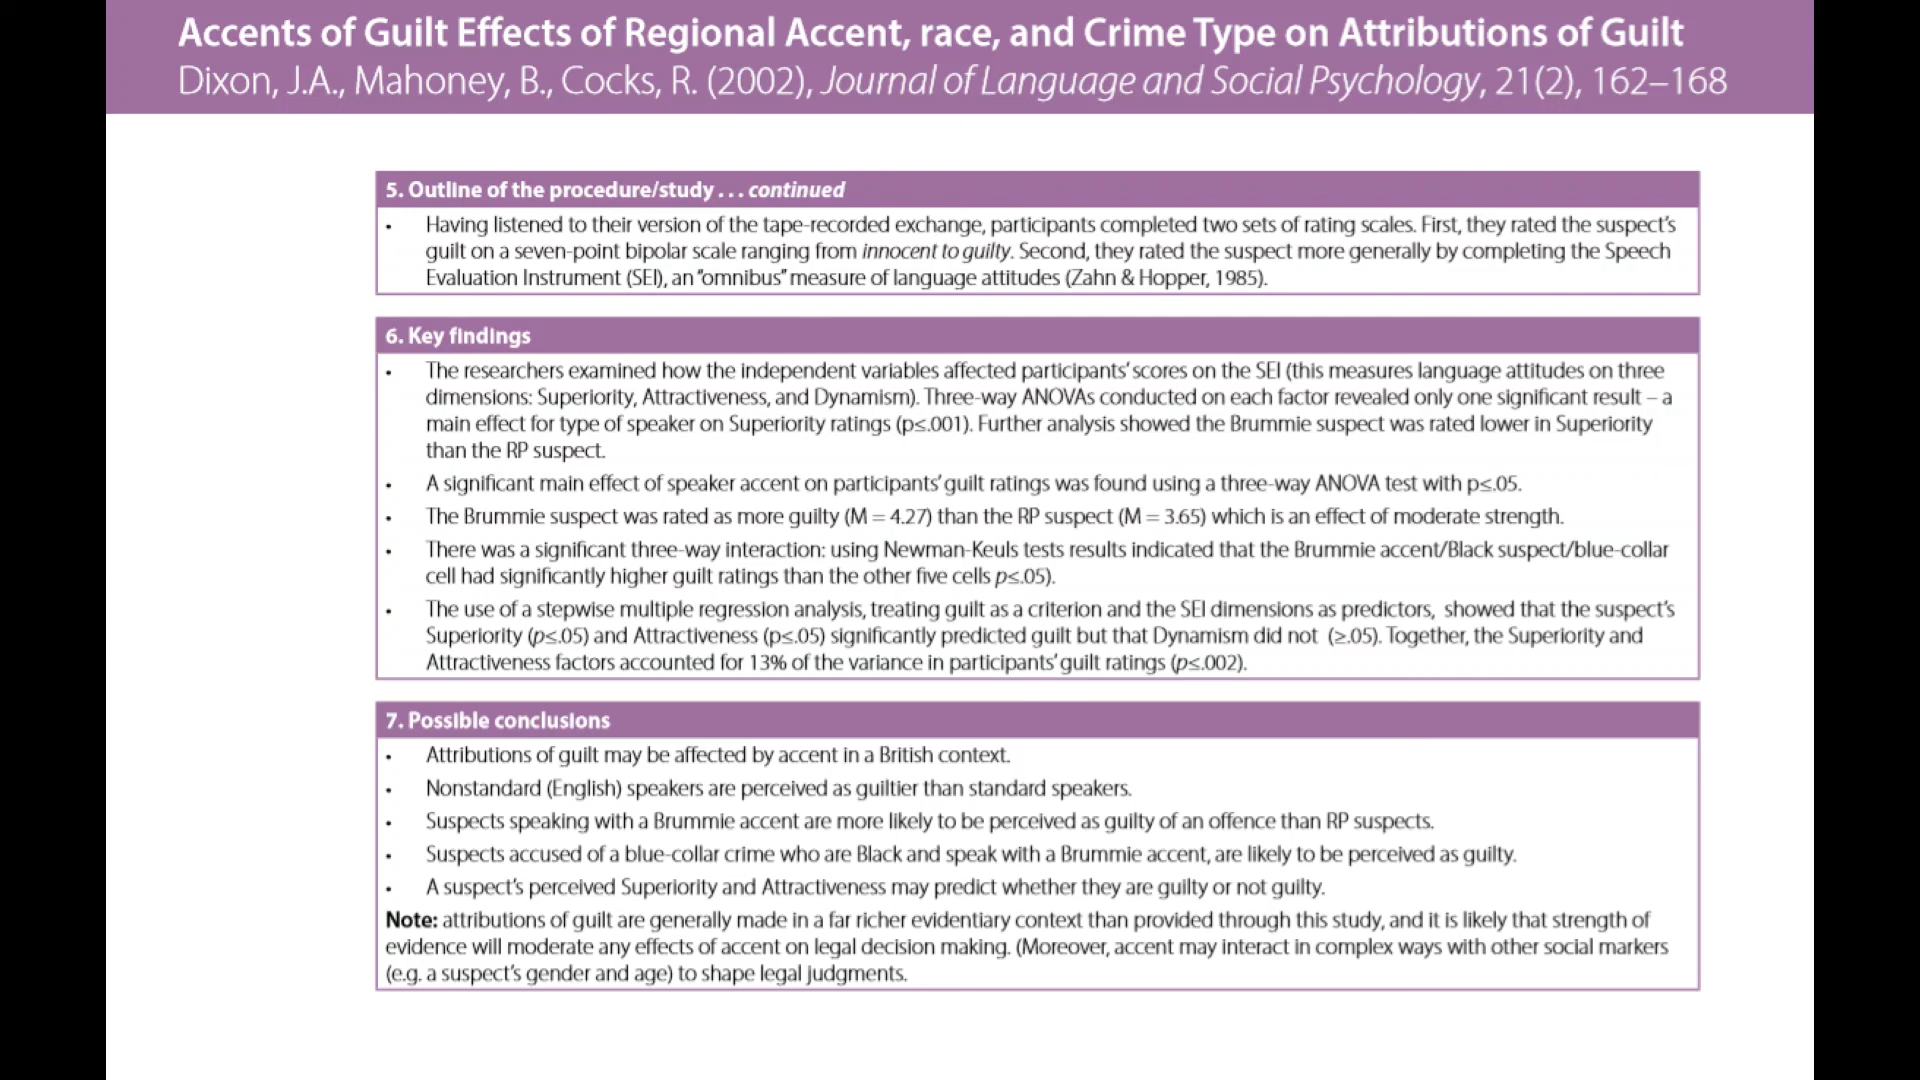 Accents of Guilt Effects of Regional Accent, race, and Crime Type on Attributions of Guilt
Dixon, J.A., Mahoney, B., Cocks, R. (2002), Journal of Language and Social Psychology, 21(2), 162–168
5. Outline of the procedure/study . . . continued
• Having listened to their version of the tape-recorded exchange, participants completed two sets of rating scales. First, they rated the suspect's
guilt on a seven-point bipolar scale ranging from innocent to guilty. Second, they rated the suspect more generally by completing the Speech
Evaluation Instrument (SEI), an "omnibus" measure of language attitudes (Zahn & Hopper, 1985).
6. Key findings
• The researchers examined how the independent variables affected participants' scores on the SEI (this measures language attitudes on three
dimensions: Superiority, Attractiveness, and Dynamism). Three-way ANOVAs conducted on each factor revealed only one significant result – a
main effect for type of speaker on Superiority ratings (p≤.001). Further analysis showed the Brummie suspect was rated lower in Superiority
than the RP suspect.
• A significant main effect of speaker accent on participants' guilt ratings was found using a three-way ANOVA test with p≤.05.
• The Brummie suspect was rated as more guilty (M = 4.27) than the RP suspect (M = 3.65) which is an effect of moderate strength.
• There was a significant three-way interaction: using Newman-Keuls tests results indicated that the Brummie accent/Black suspect/blue-collar
cell had significantly higher guilt ratings than the other five cells p≤.05).
• The use of a stepwise multiple regression analysis, treating guilt as a criterion and the SEI dimensions as predictors, showed that the suspect's
Superiority (p≤.05) and Attractiveness (p≤.05) significantly predicted guilt but that Dynamism did not (≥.05). Together, the Superiority and
Attractiveness factors accounted for 13% of the variance in participants' guilt ratings (p≤.002).
7. Possible conclusions
• Attributions of guilt may be affected by accent in a British context.
• Nonstandard (English) speakers are perceived as guiltier than standard speakers.
• Suspects speaking with a Brummie accent are more likely to be perceived as guilty of an offence than RP suspects.
• Suspects accused of a blue-collar crime who are Black and speak with a Brummie accent, are likely to be perceived as guilty.
• A suspect's perceived Superiority and Attractiveness may predict whether they are guilty or not guilty.
Note: attributions of guilt are generally made in a far richer evidentiary context than provided through this study, and it is likely that strength of
evidence will moderate any effects of accent on legal decision making. (Moreover, accent may interact in complex ways with other social markers
(e.g. a suspect's gender and age) to shape legal judgments.